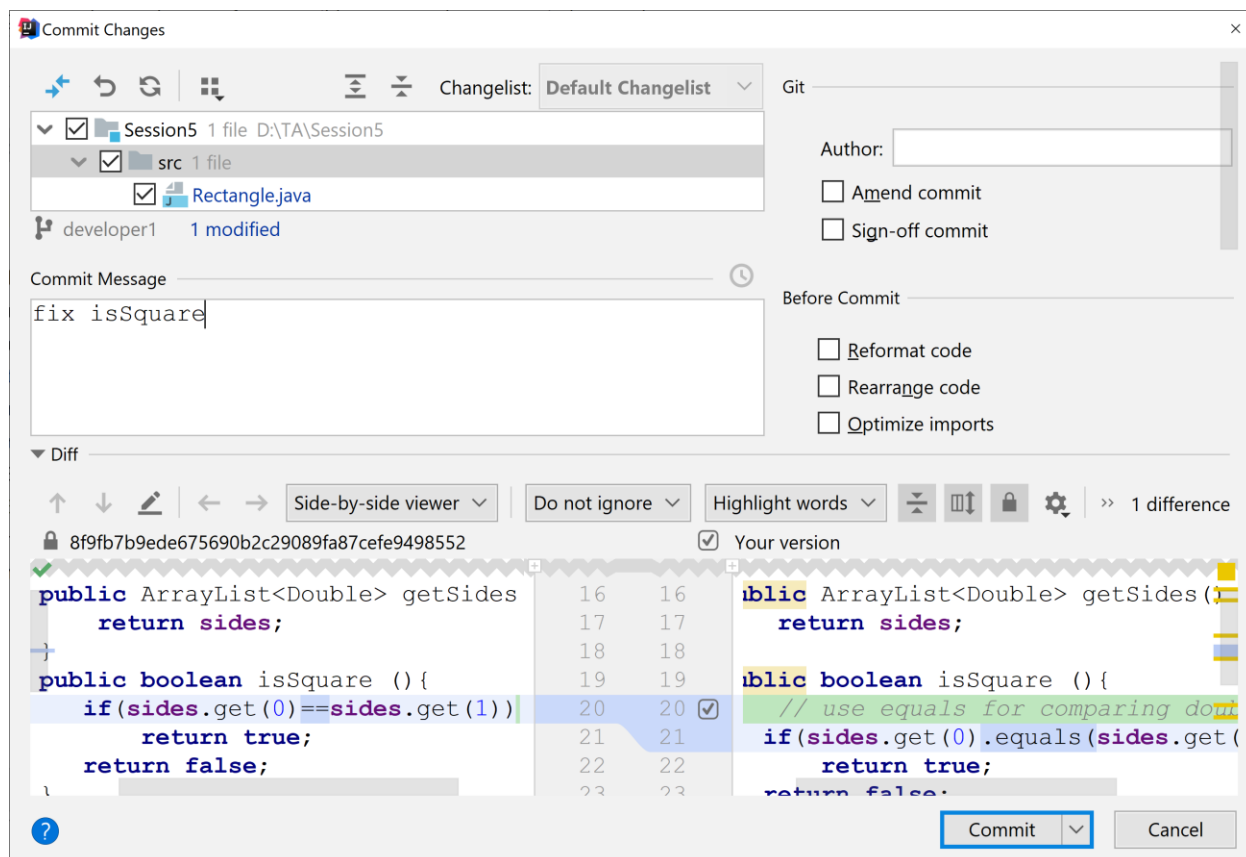 Commit Changes
Changelist: Default Changelist
Session5 1 file D:\TA\Session5
src 1 file
Rectangle.java
developer1 1 modified
Git
Author:
Amend commit
Sign-off commit
Commit Message
fix isSquare
Before Commit
Reformat code
Rearrange code
Optimize imports
Diff
Side-by-side viewer
Do not ignore
Highlight words
1 difference
8f9fb7b9ede675690b2c29089fa87cefe9498552
Your version
public ArrayList<Double> getSides 16 16 ublic ArrayList<Double> getSides()
return sides; 17 17 return sides;
} 18 18
public boolean isSquare (){ 19 19 ublic boolean isSquare (){
if(sides.get(0)==sides.get(1)) 20 20 // use equals for comparing doub
return true; 21 21 if(sides.get(0).equals(sides.get(
return false; 22 22 return true;
} 23 23 return false;
? Commit Cancel